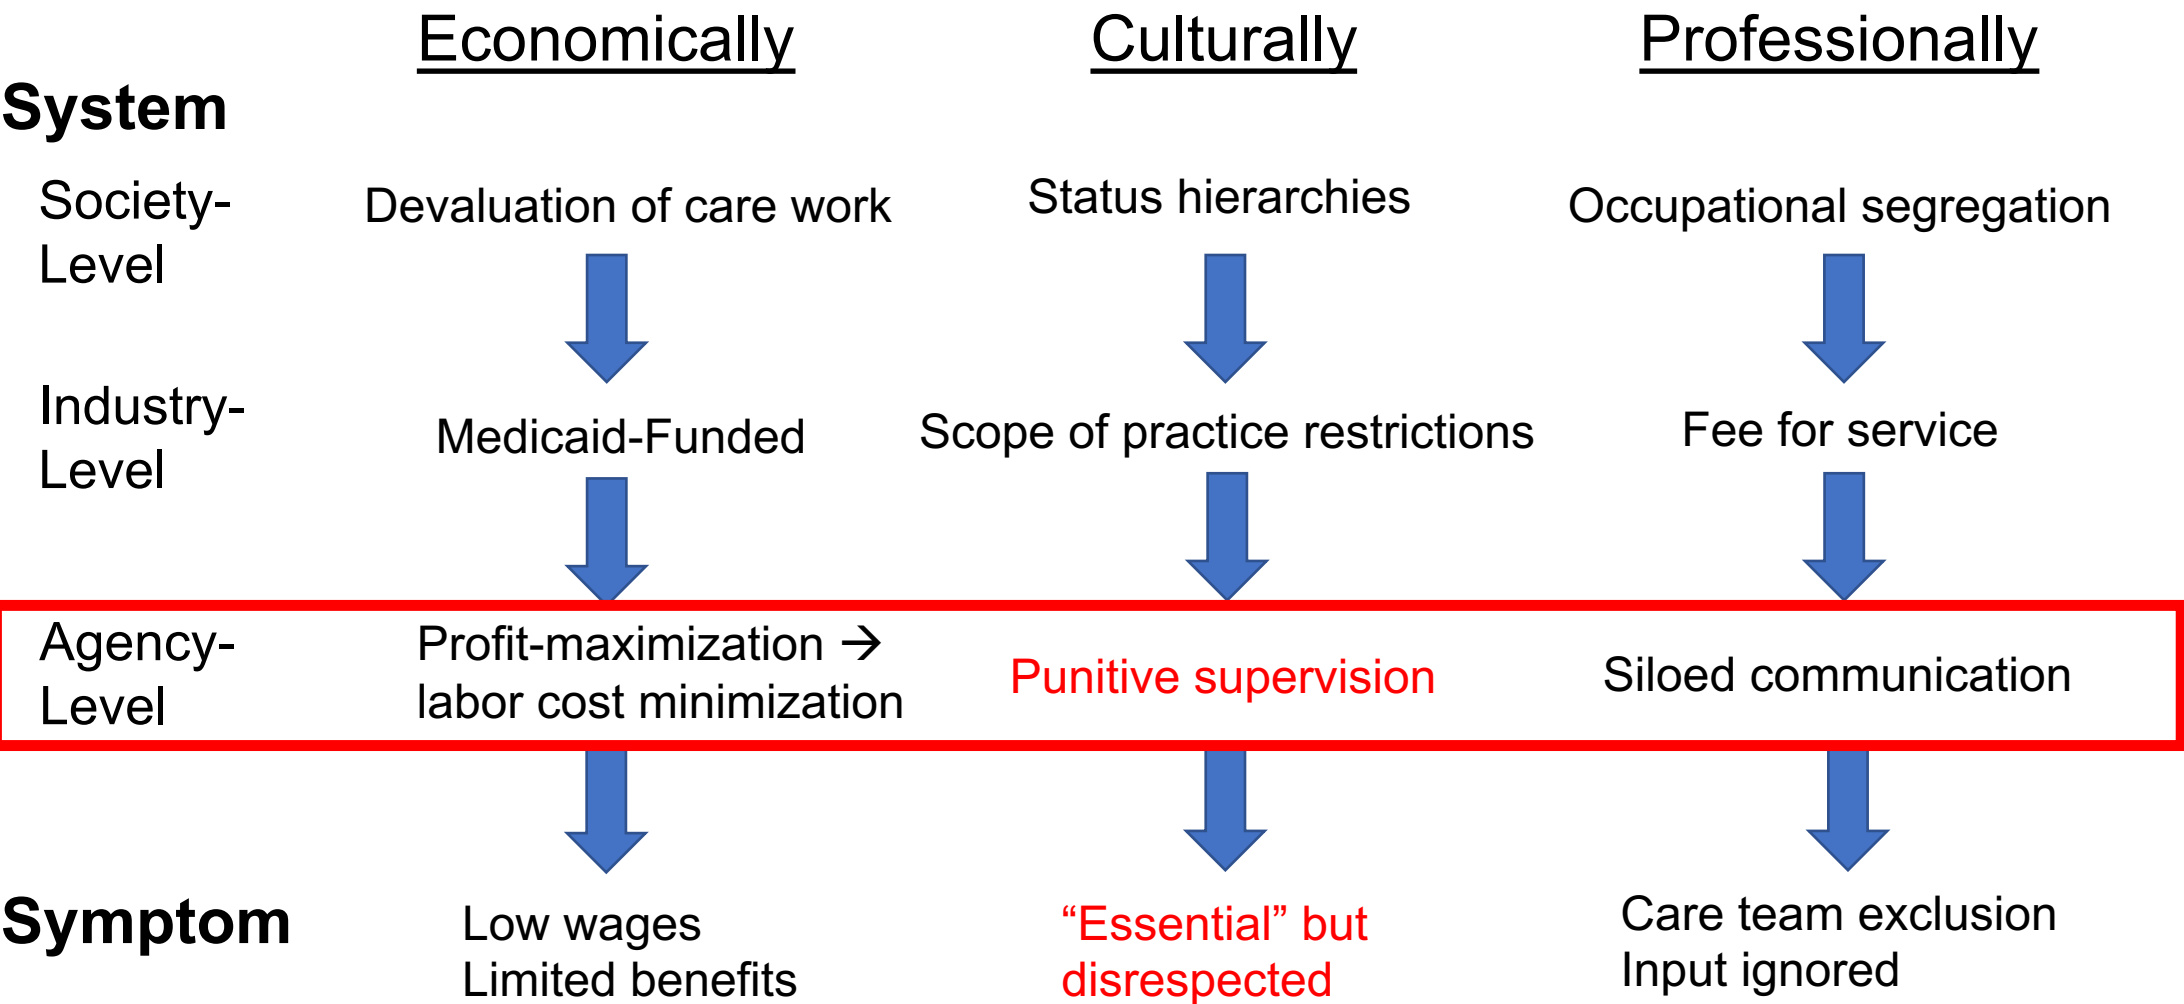 Economically
Culturally
Professionally
System
Society-
Level
Devaluation of care work
Status hierarchies
Occupational segregation
Industry-
Level
Medicaid-Funded
Scope of practice restrictions
Fee for service
Agency-
Level
Profit-maximization →
labor cost minimization
Punitive supervision
Siloed communication
Symptom
Low wages
Limited benefits
“Essential” but
disrespected
Care team exclusion
Input ignored